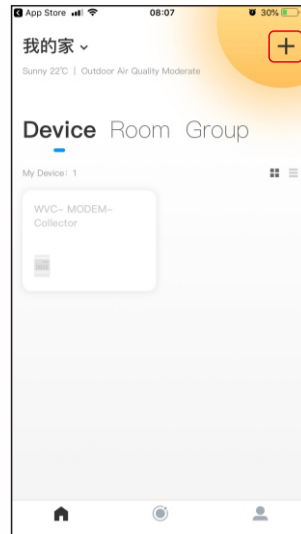 App Store 08:07 30%
我的家
Sunny 22℃ | Outdoor Air Quality Moderate
Device Room Group
My Device: 1
WVC- MODEM-
Collector